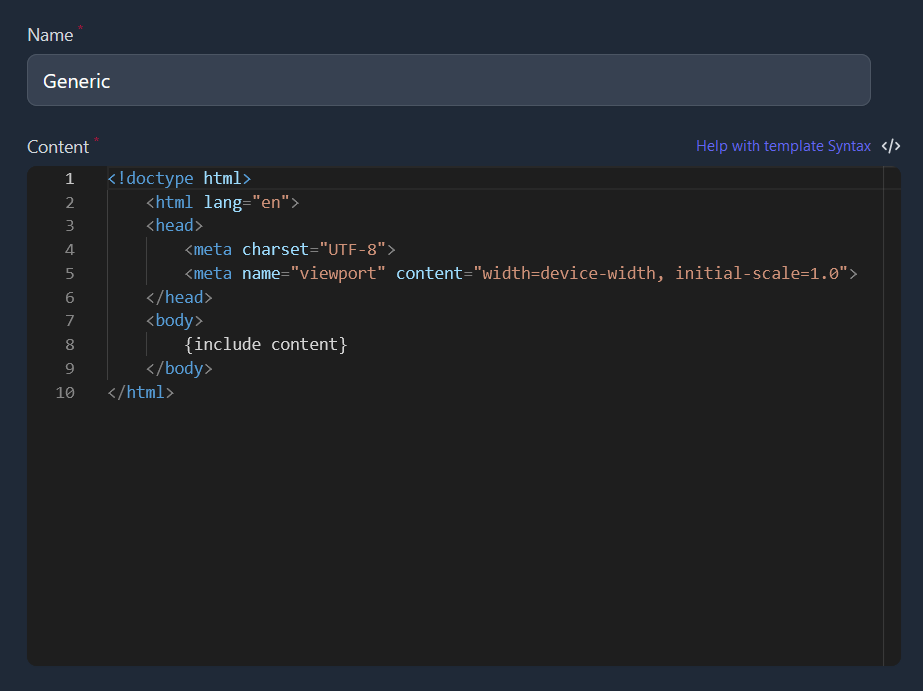 Name *
Generic
Content *
Help with template Syntax </>
1 <!doctype html>
2     <html lang="en">
3     <head>
4         <meta charset="UTF-8">
5         <meta name="viewport" content="width=device-width, initial-scale=1.0">
6     </head>
7     <body>
8         {include content}
9     </body>
10 </html>